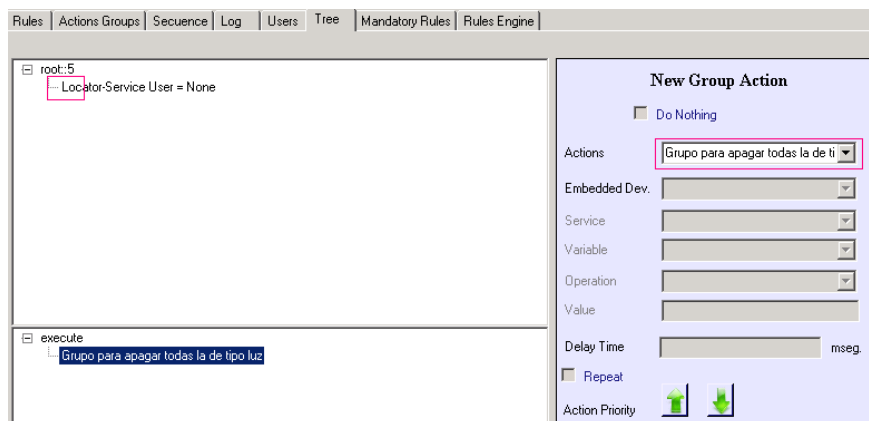 Rules Actions Groups Secuence Log Users Tree Mandatory Rules Rules Engine
root::5
Locator-Service User = None
execute
Grupo para apagar todas la de tipo luz
New Group Action
Do Nothing
Actions Grupo para apagar todas la de ti
Embedded Dev.
Service
Variable
Operation
Value
Delay Time mseg.
Repeat
Action Priority